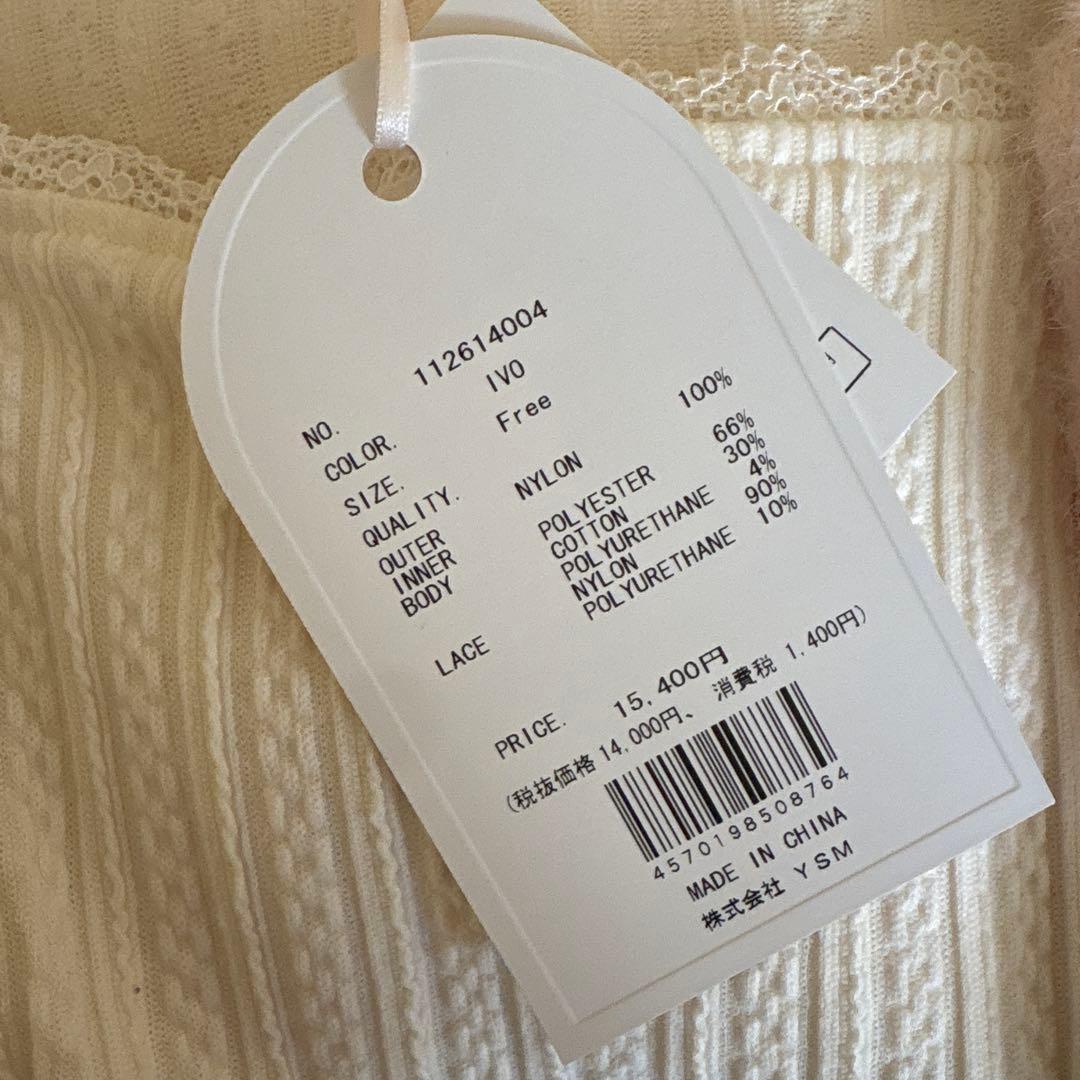 NO. 112614004
COLOR. IVO
SIZE. Free
QUALITY.
OUTER NYLON 100%
INNER
BODY POLYESTER 66%
COTTON 30%
POLYURETHANE 4%
LACE NYLON 90%
POLYURETHANE 10%
PRICE. 15,400円
(税抜価格 14,000円、 消費税 1,400円)
4570198508764
MADE IN CHINA
株式会社 YSM